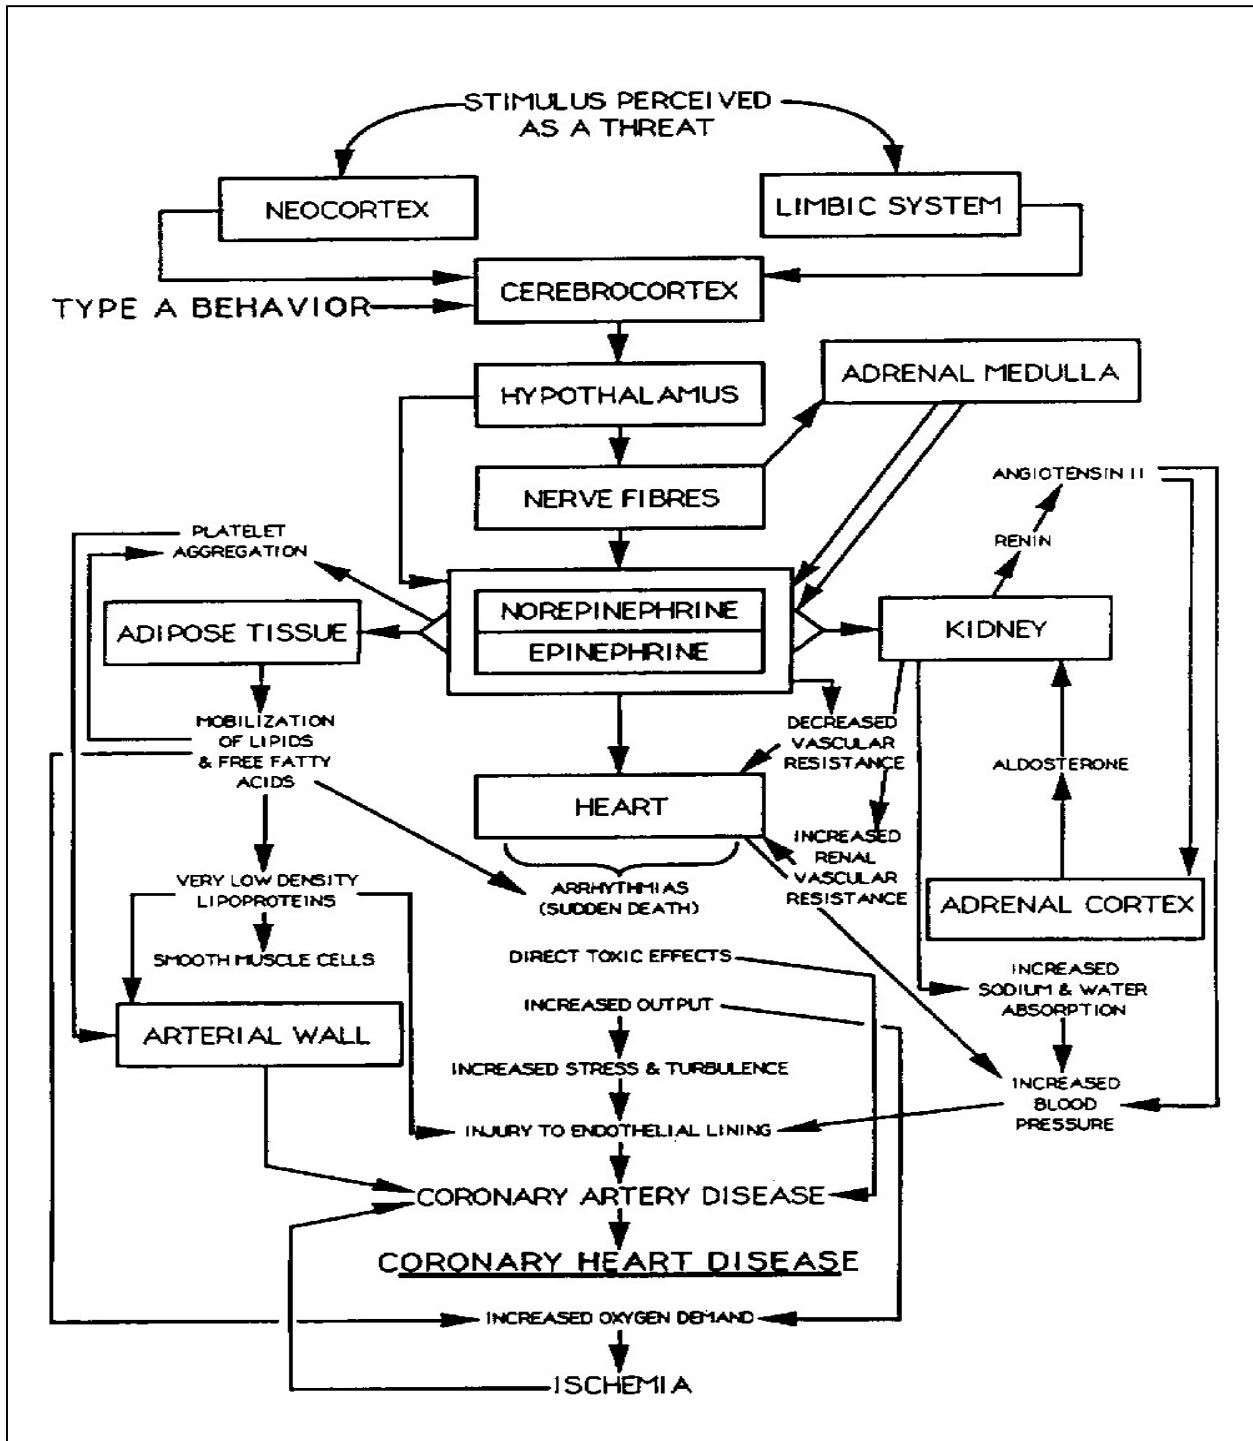 STIMULUS PERCEIVED
AS A THREAT
NEOCORTEX
LIMBIC SYSTEM
CEREBROCORTEX
TYPE A BEHAVIOR
HYPOTHALAMUS
ADRENAL MEDULLA
NERVE FIBRES
ANGIOTENSIN II
RENIN
PLATELET
AGGREGATION
NOREPINEPHRINE
EPINEPHRINE
ADIPOSE TISSUE
KIDNEY
MOBILIZATION
OF LIPIDS
& FREE FATTY
ACIDS
DECREASED
VASCULAR
RESISTANCE
ALDOSTERONE
HEART
INCREASED
RENAL
VASCULAR
RESISTANCE
VERY LOW DENSITY
LIPOPROTEINS
ARRHYTHMIAS
(SUDDEN DEATH)
ADRENAL CORTEX
SMOOTH MUSCLE CELLS
DIRECT TOXIC EFFECTS
INCREASED
SODIUM & WATER
ABSORPTION
INCREASED OUTPUT
ARTERIAL WALL
INCREASED STRESS & TURBULENCE
INCREASED
BLOOD
PRESSURE
INJURY TO ENDOTHELIAL LINING
CORONARY ARTERY DISEASE
CORONARY HEART DISEASE
INCREASED OXYGEN DEMAND
ISCHEMIA